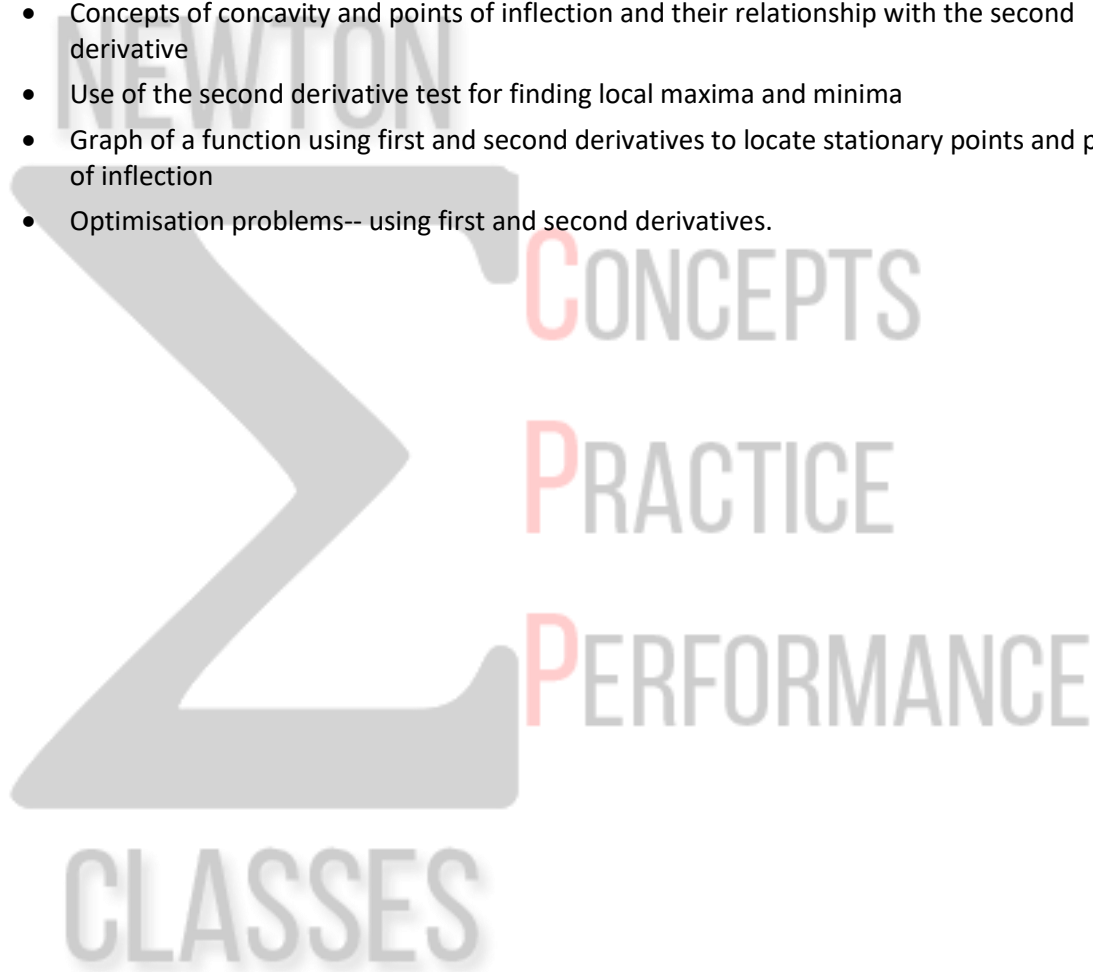 • Concepts of concavity and points of inflection and their relationship with the second
derivative
• Use of the second derivative test for finding local maxima and minima
• Graph of a function using first and second derivatives to locate stationary points and p
of inflection
• Optimisation problems-- using first and second derivatives.
NEWTON
Σ
CONCEPTS
PRACTICE
PERFORMANCE
CLASSES